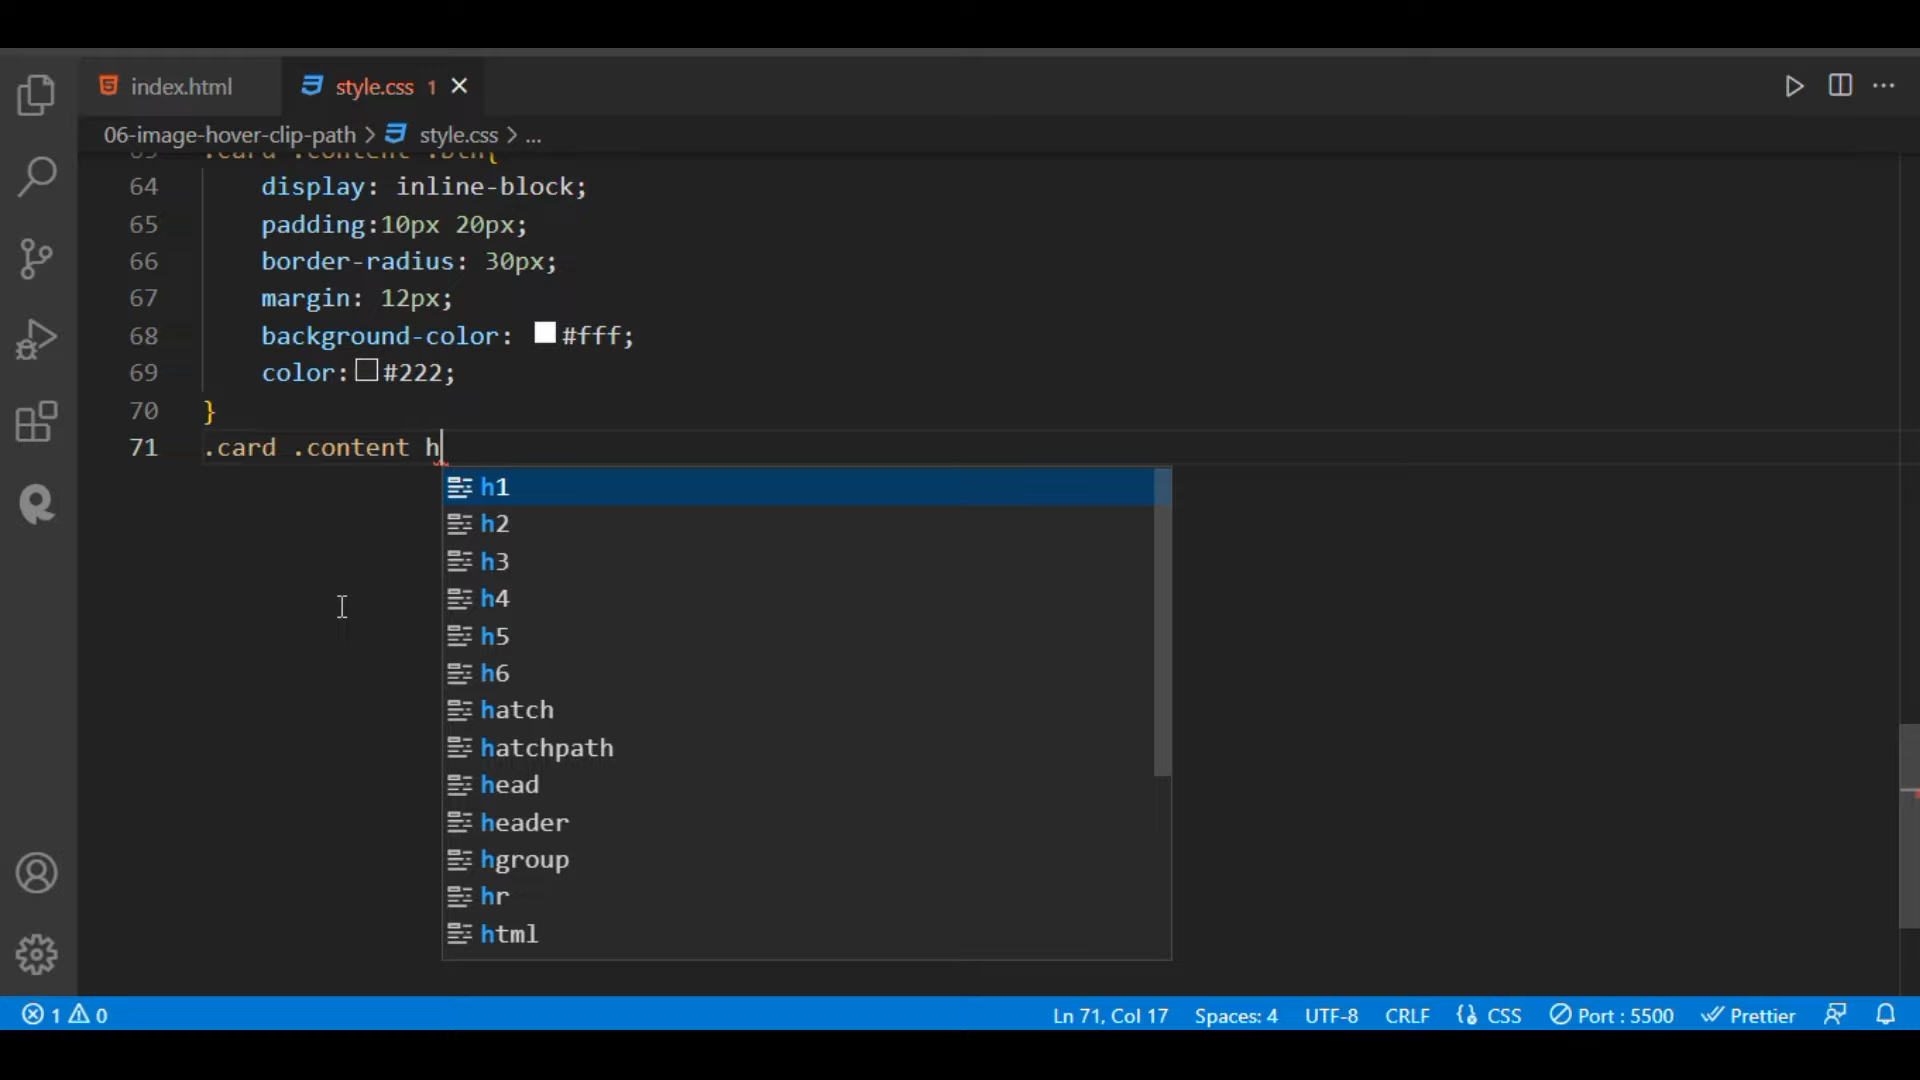 index.html
style.css 1
06-image-hover-clip-path > style.css > ...
.card .content .btn{
64 display: inline-block;
65 padding:10px 20px;
66 border-radius: 30px;
67 margin: 12px;
68 background-color: #fff;
69 color: #222;
70 }
71 .card .content h
h1
h2
h3
h4
h5
h6
hatch
hatchpath
head
header
hgroup
hr
html
1 0 Ln 71, Col 17 Spaces: 4 UTF-8 CRLF CSS Port : 5500 Prettier